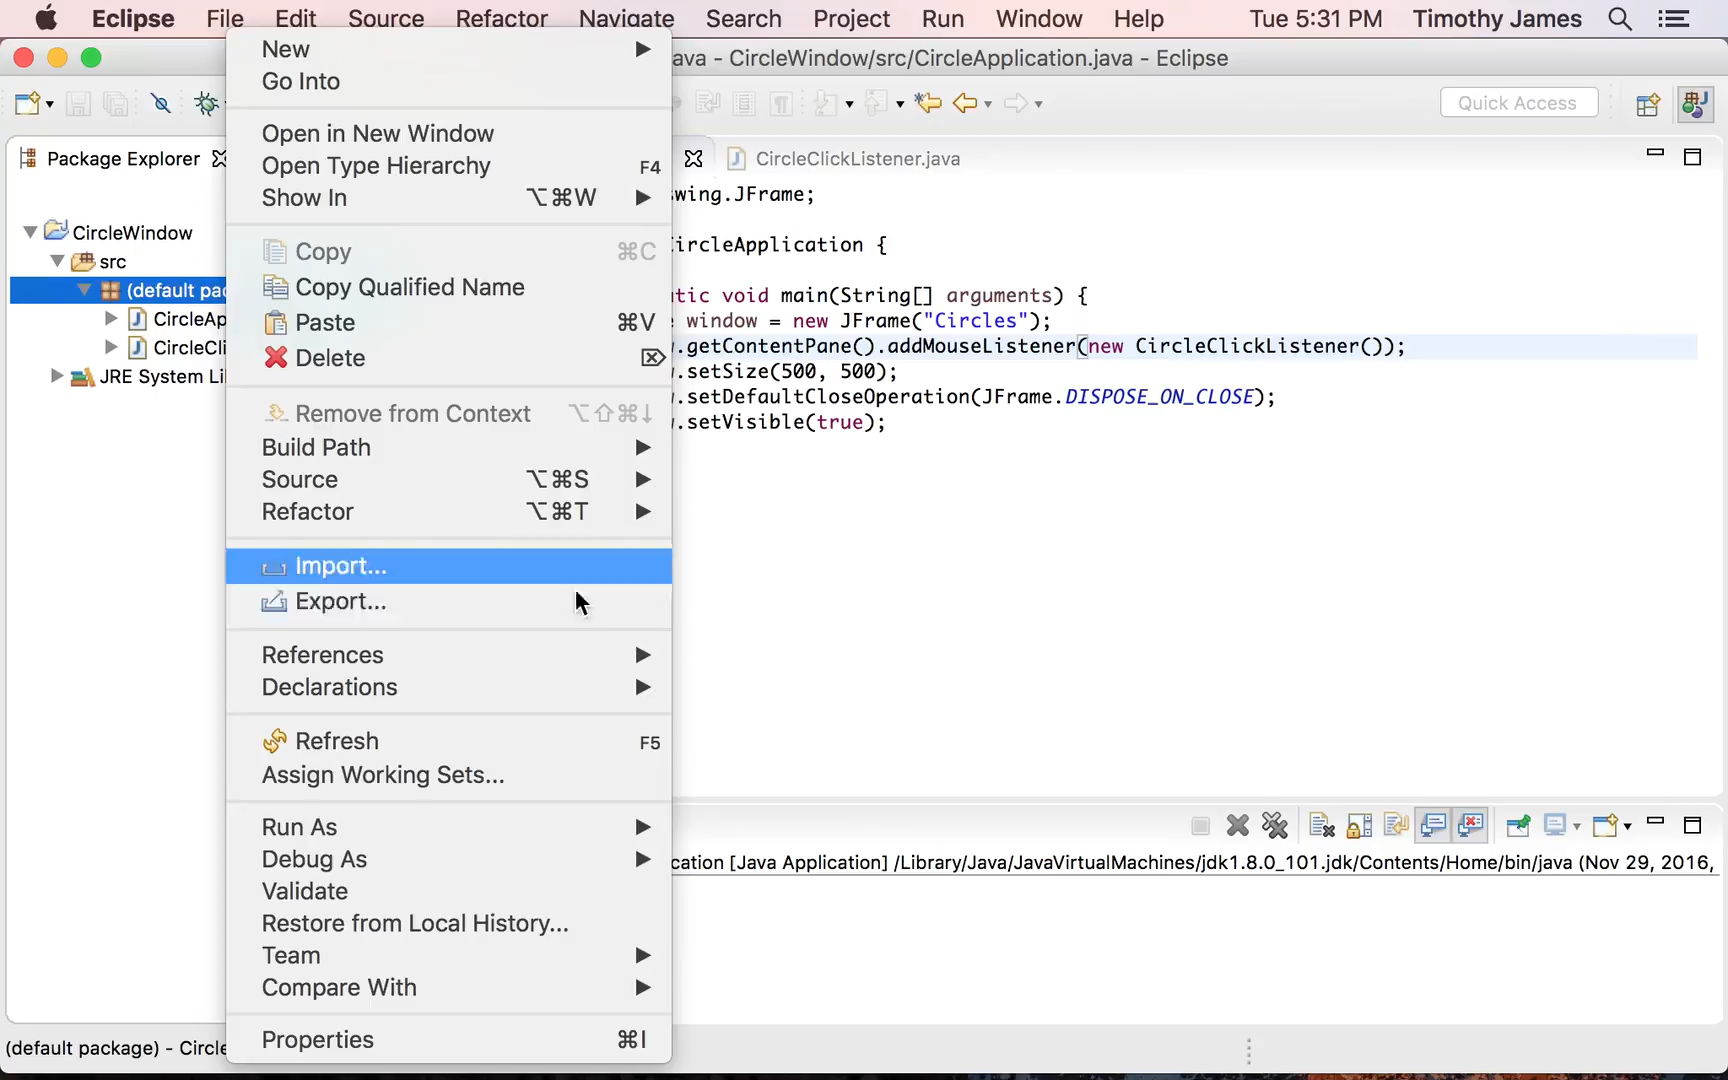 Eclipse File Edit Source Refactor Navigate Search Project Run Window Help Tue 5:31 PM Timothy James
ava - CircleWindow/src/CircleApplication.java - Eclipse
Quick Access
Package Explorer
CircleWindow
src
(default pac
CircleAp
CircleCli
JRE System Li
New
Go Into
Open in New Window
Open Type Hierarchy F4
Show In ⌥⌘W
Copy ⌘C
Copy Qualified Name
Paste ⌘V
Delete ⌦
Remove from Context ⌥⇧⌘↓
Build Path
Source ⌥⌘S
Refactor ⌥⌘T
Import...
Export...
References
Declarations
Refresh F5
Assign Working Sets...
Run As
Debug As
Validate
Restore from Local History...
Team
Compare With
Properties ⌘I
CircleClickListener.java
swing.JFrame;
CircleApplication {
tic void main(String[] arguments) {
e window = new JFrame("Circles");
w.getContentPane().addMouseListener(new CircleClickListener());
w.setSize(500, 500);
w.setDefaultCloseOperation(JFrame.DISPOSE_ON_CLOSE);
w.setVisible(true);
cation [Java Application] /Library/Java/JavaVirtualMachines/jdk1.8.0_101.jdk/Contents/Home/bin/java (Nov 29, 2016,
(default package) - Circle